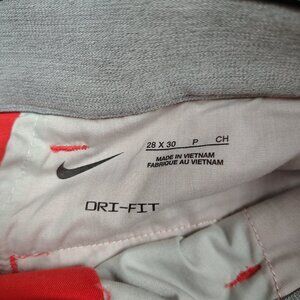 28 X 30 P CH
MADE IN VIETNAM
FABRIQUÉ AU VIETNAM
DRI-FIT